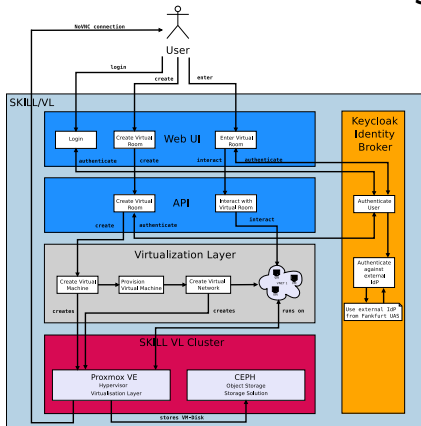 NoVNC connection
User
login
create
enter
SKILL/VL
Login
Create Virtual
Room
Enter Virtual
Room
Web UI
authenticate
create
interact
authenticate
Keycloak
Identity
Broker
API
Create Virtual
Room
Interact with
Virtual Room
Authenticate
User
create
authenticate
interact
Virtualization Layer
Create Virtual
Machine
Provision
Virtual Machine
Create Virtual
Network
Authenticate
against
external
IdP
creates
creates
runs on
Use external IdP
from Fankfurt UAS
SKILL VL Cluster
Proxmox VE
Hypervisor
Virtualisation Layer
CEPH
Object Storage
Storage Solution
stores VM-Disk